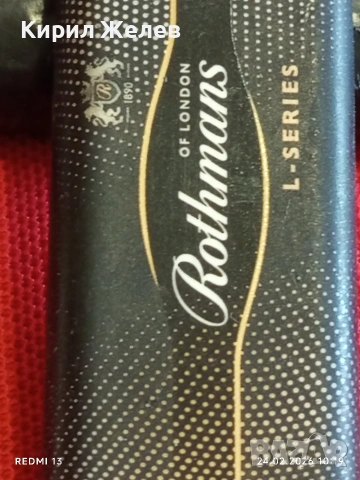 Кирил Желев
R
1890
Rothmans
OF LONDON
L-SERIES
REDMI 13
24.02.2026 10:19